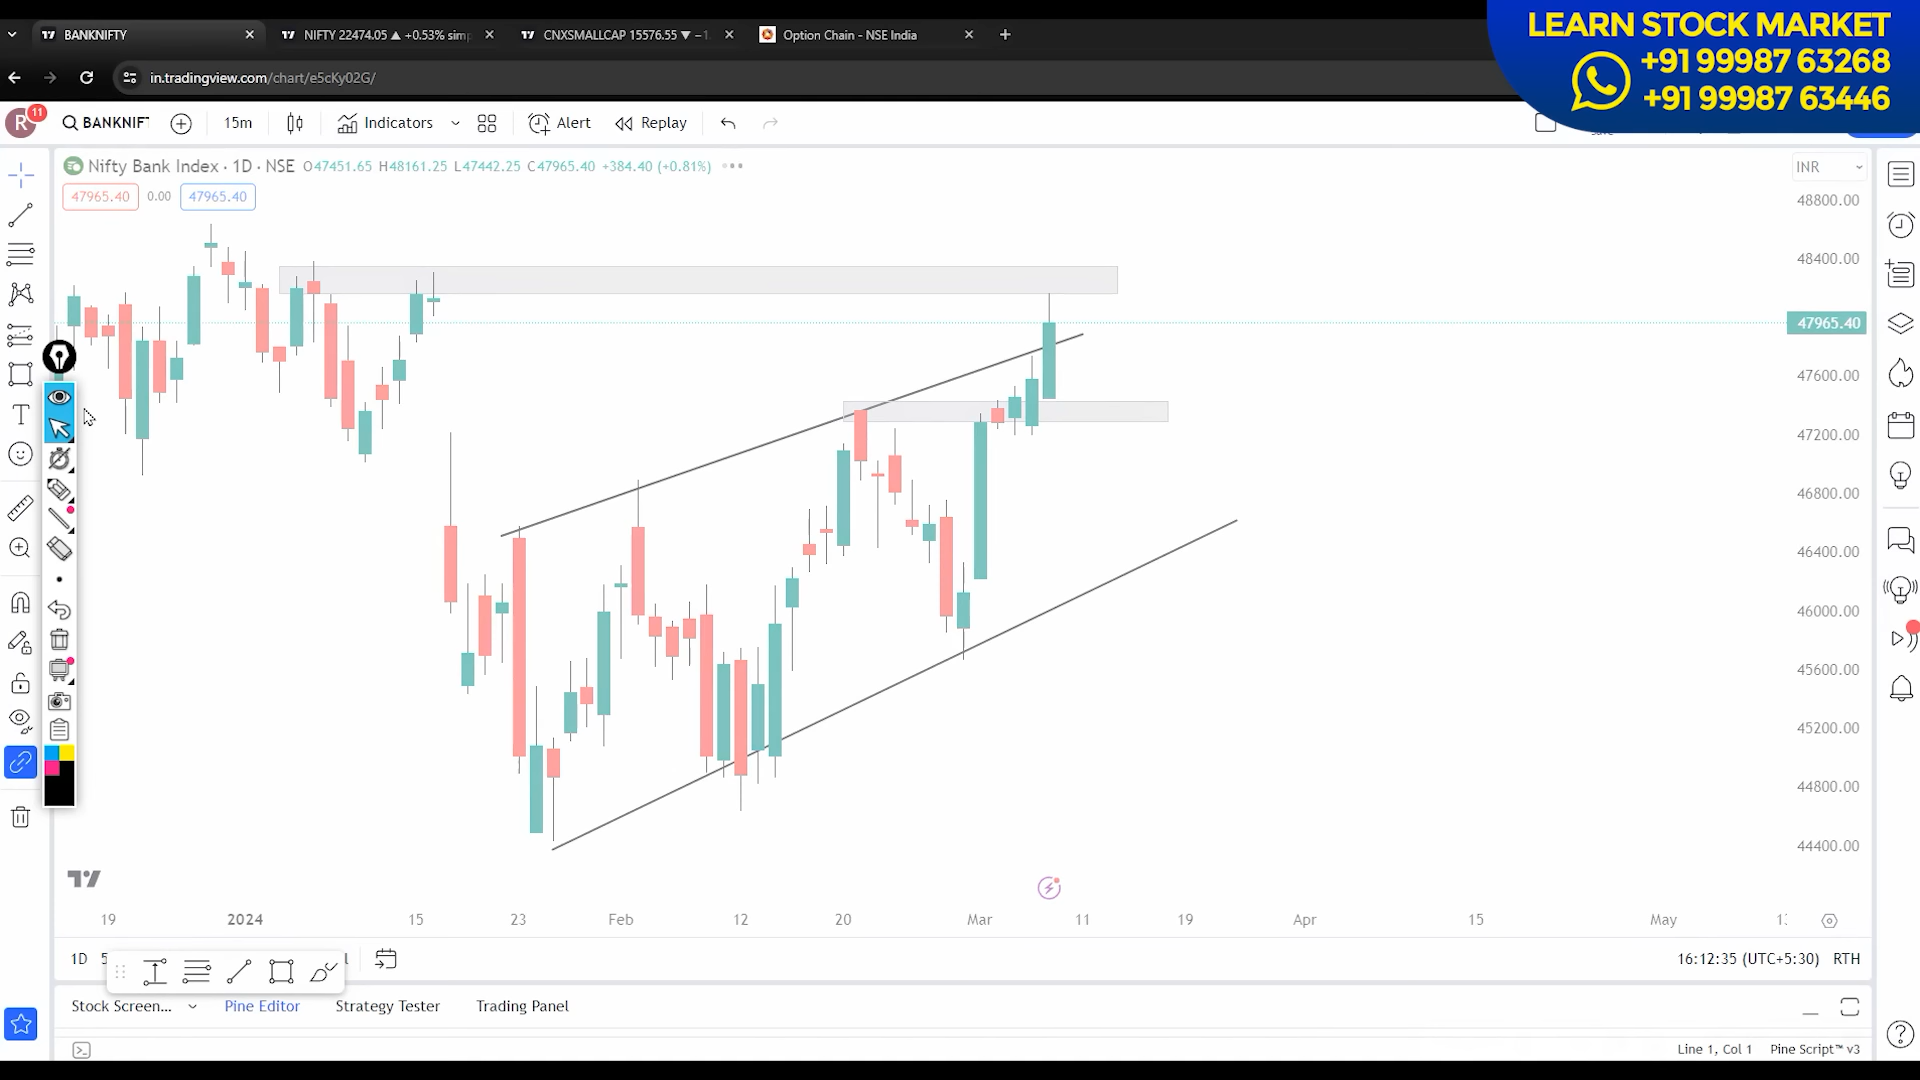 BANKNIFTY
NIFTY 22474.05 ▲ +0.53% sim
CNXSMALLCAP 15576.55 ▼ −1
Option Chain - NSE India
LEARN STOCK MARKET
+91 99987 63268
+91 99987 63446
in.tradingview.com/chart/e5cKy02G/
R
11
BANKNIF
15m
Indicators
Alert
Replay
Nifty Bank Index · 1D · NSE O47451.65 H48161.25 L47442.25 C47965.40 +384.40 (+0.81%)
INR
47965.40 0.00 47965.40
48800.00
48400.00
47965.40
47600.00
47200.00
46800.00
46400.00
46000.00
45600.00
45200.00
44800.00
44400.00
19 2024 15 23 Feb 12 20 Mar 11 19 Apr 15 May
1D
16:12:35 (UTC+5:30) RTH
Stock Screen... Pine Editor Strategy Tester Trading Panel
Line 1, Col 1 Pine Script™ v3